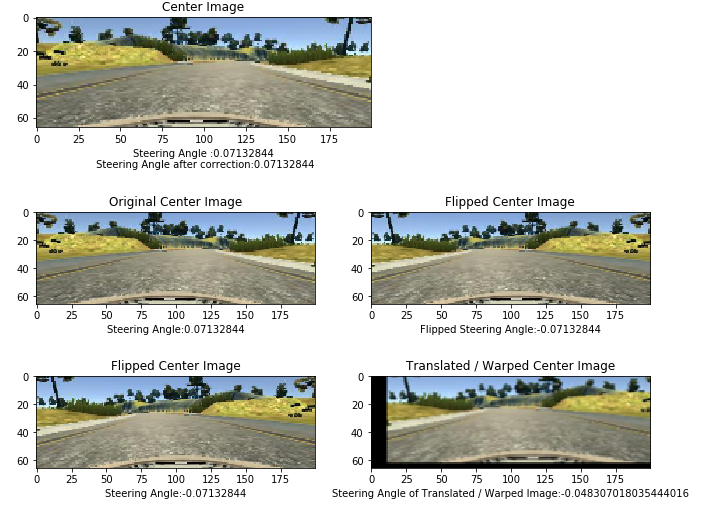 Center Image
0
20
40
60
0 25 50 75 100 125 150 175
Steering Angle :0.07132844
Steering Angle after correction:0.07132844
Original Center Image
0
20
40
60
0 25 50 75 100 125 150 175
Steering Angle:0.07132844
Flipped Center Image
0
20
40
60
0 25 50 75 100 125 150 175
Flipped Steering Angle:-0.07132844
Flipped Center Image
0
20
40
60
0 25 50 75 100 125 150 175
Steering Angle:-0.07132844
Translated / Warped Center Image
0
20
40
60
0 25 50 75 100 125 150 175
Steering Angle of Translated / Warped Image:-0.048307018035444016